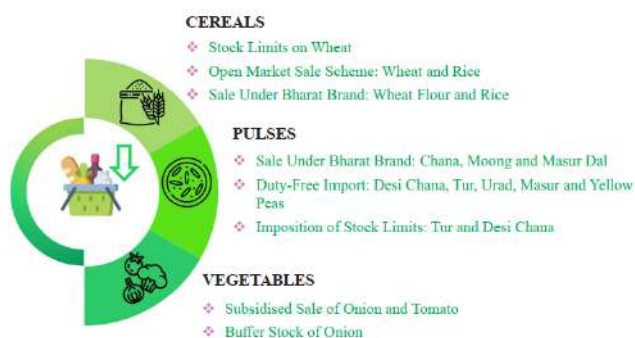 CEREALS
❖ Stock Limits on Wheat
❖ Open Market Sale Scheme: Wheat and Rice
❖ Sale Under Bharat Brand: Wheat Flour and Rice
PULSES
❖ Sale Under Bharat Brand: Chana, Moong and Masur Dal
❖ Duty-Free Import: Desi Chana, Tur, Urad, Masur and Yellow
Peas
❖ Imposition of Stock Limits: Tur and Desi Chana
VEGETABLES
❖ Subsidised Sale of Onion and Tomato
❖ Buffer Stock of Onion